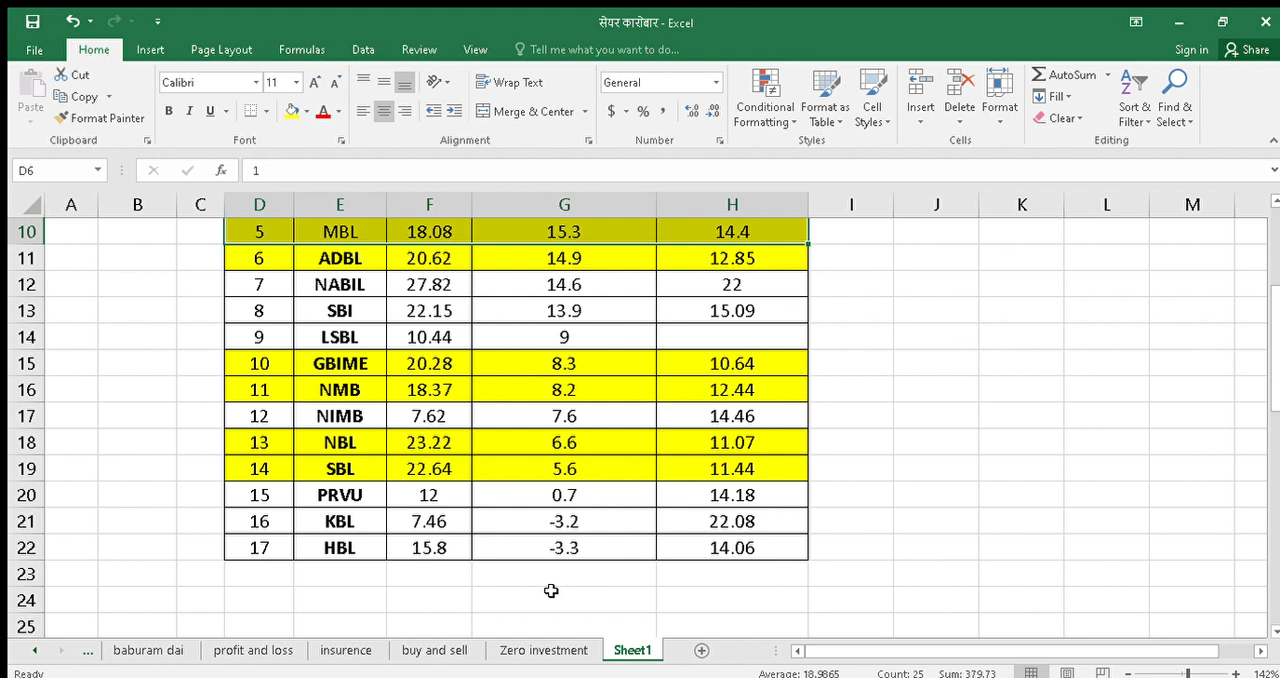 सेयर कारोबार - Excel
File Home Insert Page Layout Formulas Data Review View Tell me what you want to do... Sign in Share
Cut
Copy
Format Painter
Paste
Calibri 11
B I U
Wrap Text
Merge & Center
General
$ % ,
Conditional Formatting
Format as Table
Cell Styles
Insert
Delete
Format
AutoSum
Fill
Clear
Sort & Filter
Find & Select
Clipboard Font Alignment Number Styles Cells Editing
D6 fx 1
A B C D E F G H I J K L M
10 5 MBL 18.08 15.3 14.4
11 6 ADBL 20.62 14.9 12.85
12 7 NABIL 27.82 14.6 22
13 8 SBI 22.15 13.9 15.09
14 9 LSBL 10.44 9
15 10 GBIME 20.28 8.3 10.64
16 11 NMB 18.37 8.2 12.44
17 12 NIMB 7.62 7.6 14.46
18 13 NBL 23.22 6.6 11.07
19 14 SBL 22.64 5.6 11.44
20 15 PRVU 12 0.7 14.18
21 16 KBL 7.46 -3.2 22.08
22 17 HBL 15.8 -3.3 14.06
23
24
25
... baburam dai profit and loss insurence buy and sell Zero investment Sheet1
Ready Average: 18.9865 Count: 25 Sum: 379.73 142%